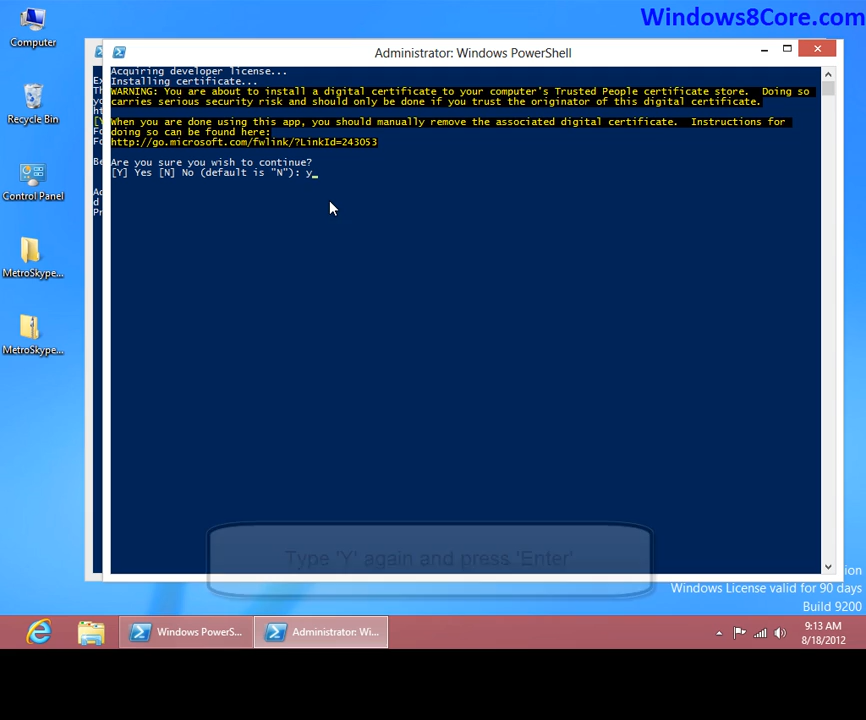 Windows8Core.com
Computer
Administrator: Windows PowerShell
Acquiring developer license...
Installing certificate...
WARNING: You are about to install a digital certificate to your computer's Trusted People certificate store.  Doing so
carries serious security risk and should only be done if you trust the originator of this digital certificate.
When you are done using this app, you should manually remove the associated digital certificate.  Instructions for
doing so can be found here:
http://go.microsoft.com/fwlink/?LinkId=243053
Are you sure you wish to continue?
[Y] Yes [N] No (default is "N"): y_
Recycle Bin
Control Panel
MetroSkype...
MetroSkype...
Type 'Y' again and press 'Enter'
Windows License valid for 90 days
Build 9200
Windows PowerS...
Administrator: Wi...
9:13 AM
8/18/2012